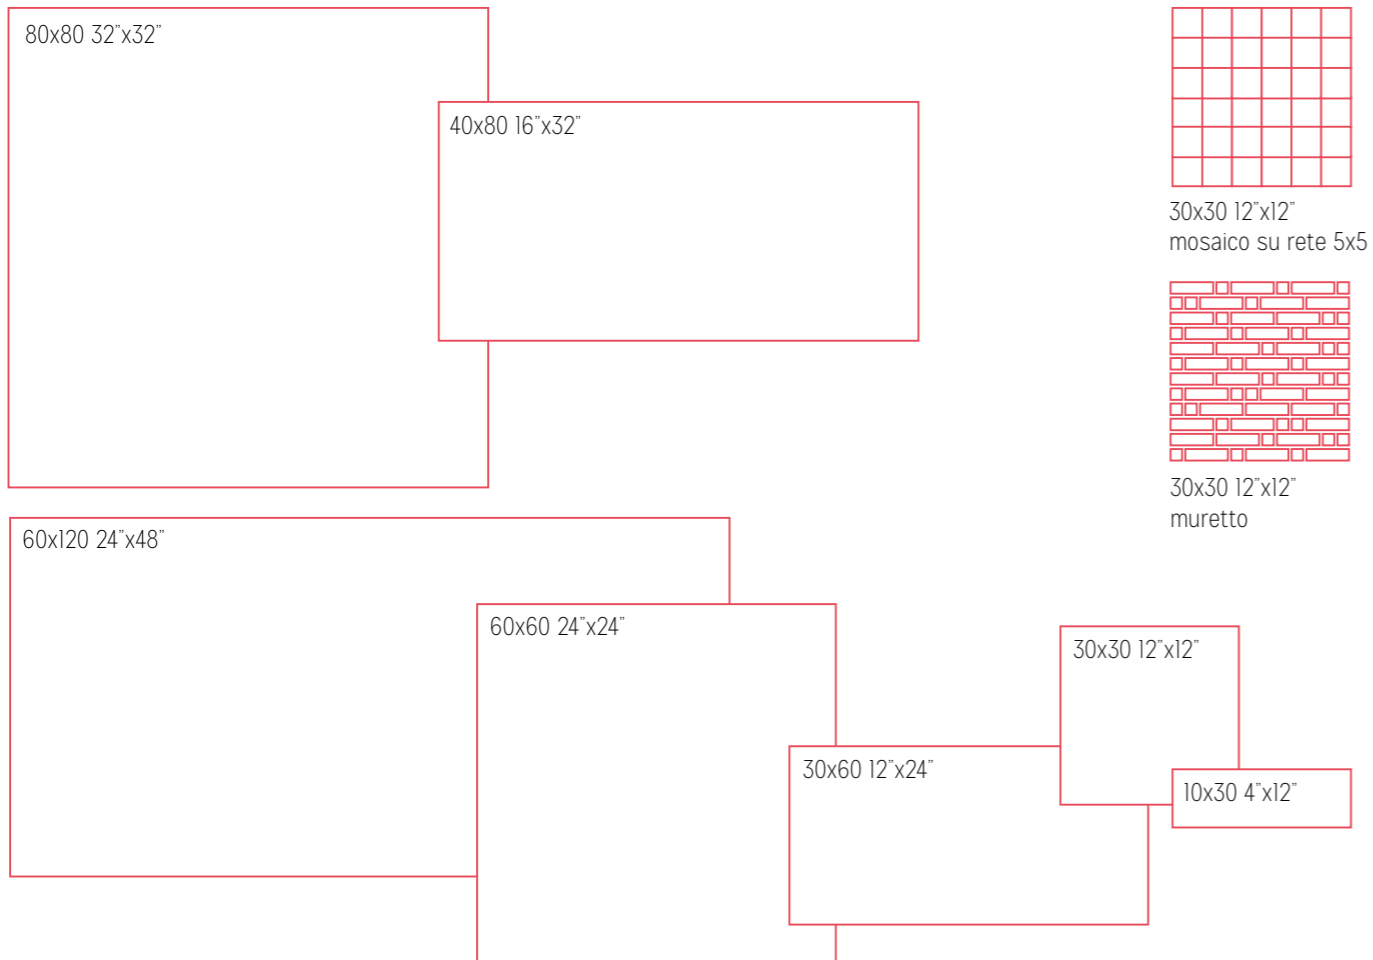 80x80 32"x32"
40x80 16"x32"
30x30 12"x12"
mosaico su rete 5x5
30x30 12"x12"
muretto
60x120 24"x48"
60x60 24"x24"
30x60 12"x24"
30x30 12"x12"
10x30 4"x12"